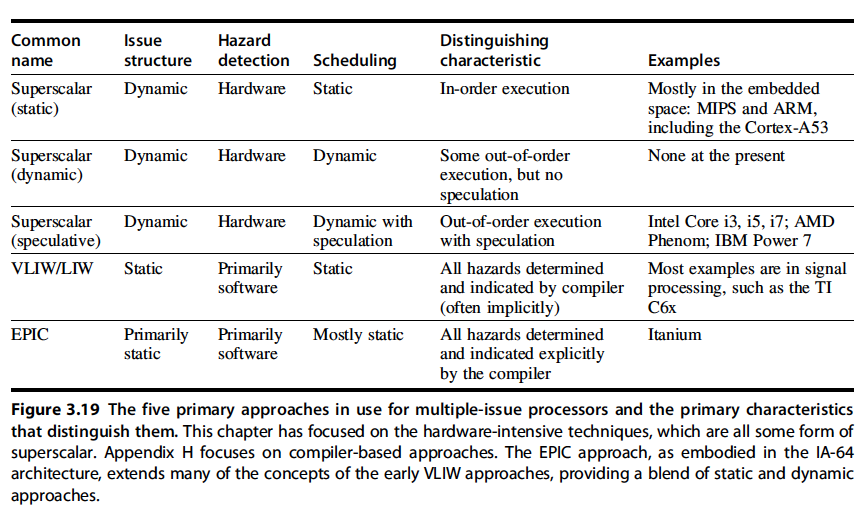 Common name | Issue structure | Hazard detection | Scheduling | Distinguishing characteristic | Examples
Superscalar (static) | Dynamic | Hardware | Static | In-order execution | Mostly in the embedded space: MIPS and ARM, including the Cortex-A53
Superscalar (dynamic) | Dynamic | Hardware | Dynamic | Some out-of-order execution, but no speculation | None at the present
Superscalar (speculative) | Dynamic | Hardware | Dynamic with speculation | Out-of-order execution with speculation | Intel Core i3, i5, i7; AMD Phenom; IBM Power 7
VLIW/LIW | Static | Primarily software | Static | All hazards determined and indicated by compiler (often implicitly) | Most examples are in signal processing, such as the TI C6x
EPIC | Primarily static | Primarily software | Mostly static | All hazards determined and indicated explicitly by the compiler | Itanium
Figure 3.19 The five primary approaches in use for multiple-issue processors and the primary characteristics
that distinguish them. This chapter has focused on the hardware-intensive techniques, which are all some form of
superscalar. Appendix H focuses on compiler-based approaches. The EPIC approach, as embodied in the IA-64
architecture, extends many of the concepts of the early VLIW approaches, providing a blend of static and dynamic
approaches.